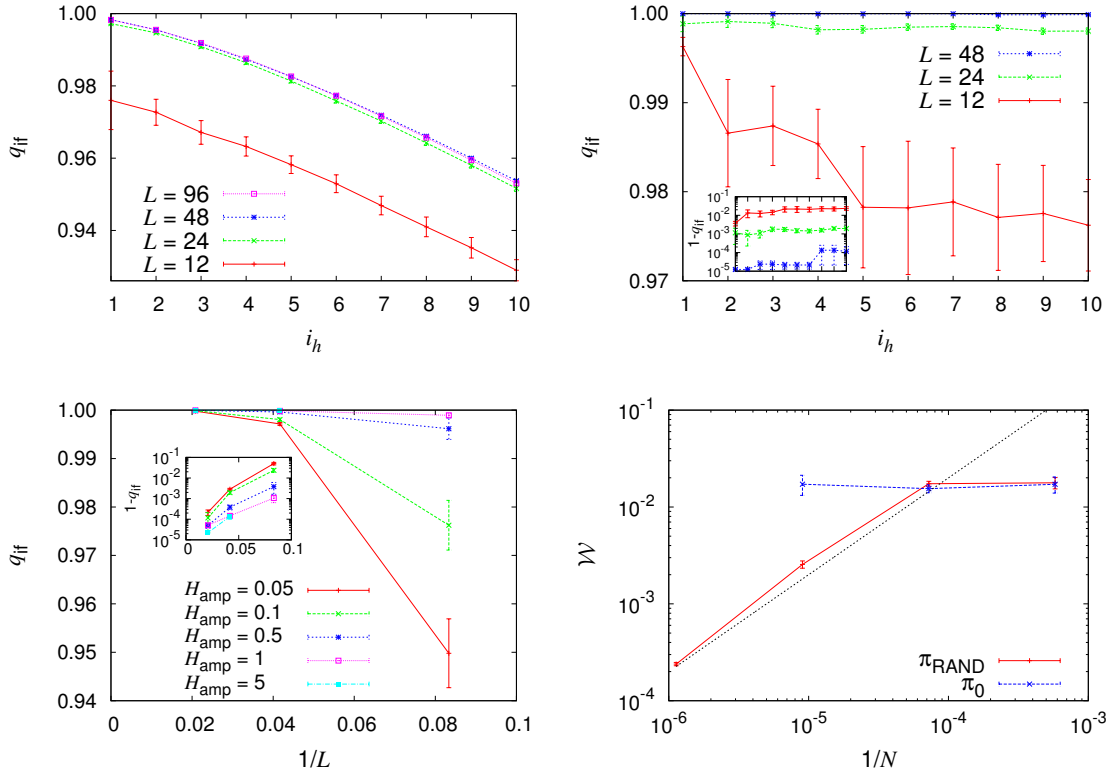 1.00
0.98
0.96
0.94
q_if
L = 96
L = 48
L = 24
L = 12
1 2 3 4 5 6 7 8 9 10
i_h
1.00
0.99
0.98
0.97
q_if
L = 48
L = 24
L = 12
10^-1
10^-2
10^-3
10^-4
10^-5
1-q_if
1 2 3 4 5 6 7 8 9 10
i_h
1.00
0.99
0.98
0.97
0.96
0.95
0.94
q_if
10^-1
10^-2
10^-3
10^-4
10^-5
1-q_if
0 0.05 0.1
H_amp = 0.05
H_amp = 0.1
H_amp = 0.5
H_amp = 1
H_amp = 5
0 0.02 0.04 0.06 0.08 0.1
1/L
10^-1
10^-2
10^-3
10^-4
W
π_RAND
π_0
10^-6 10^-5 10^-4 10^-3
1/N